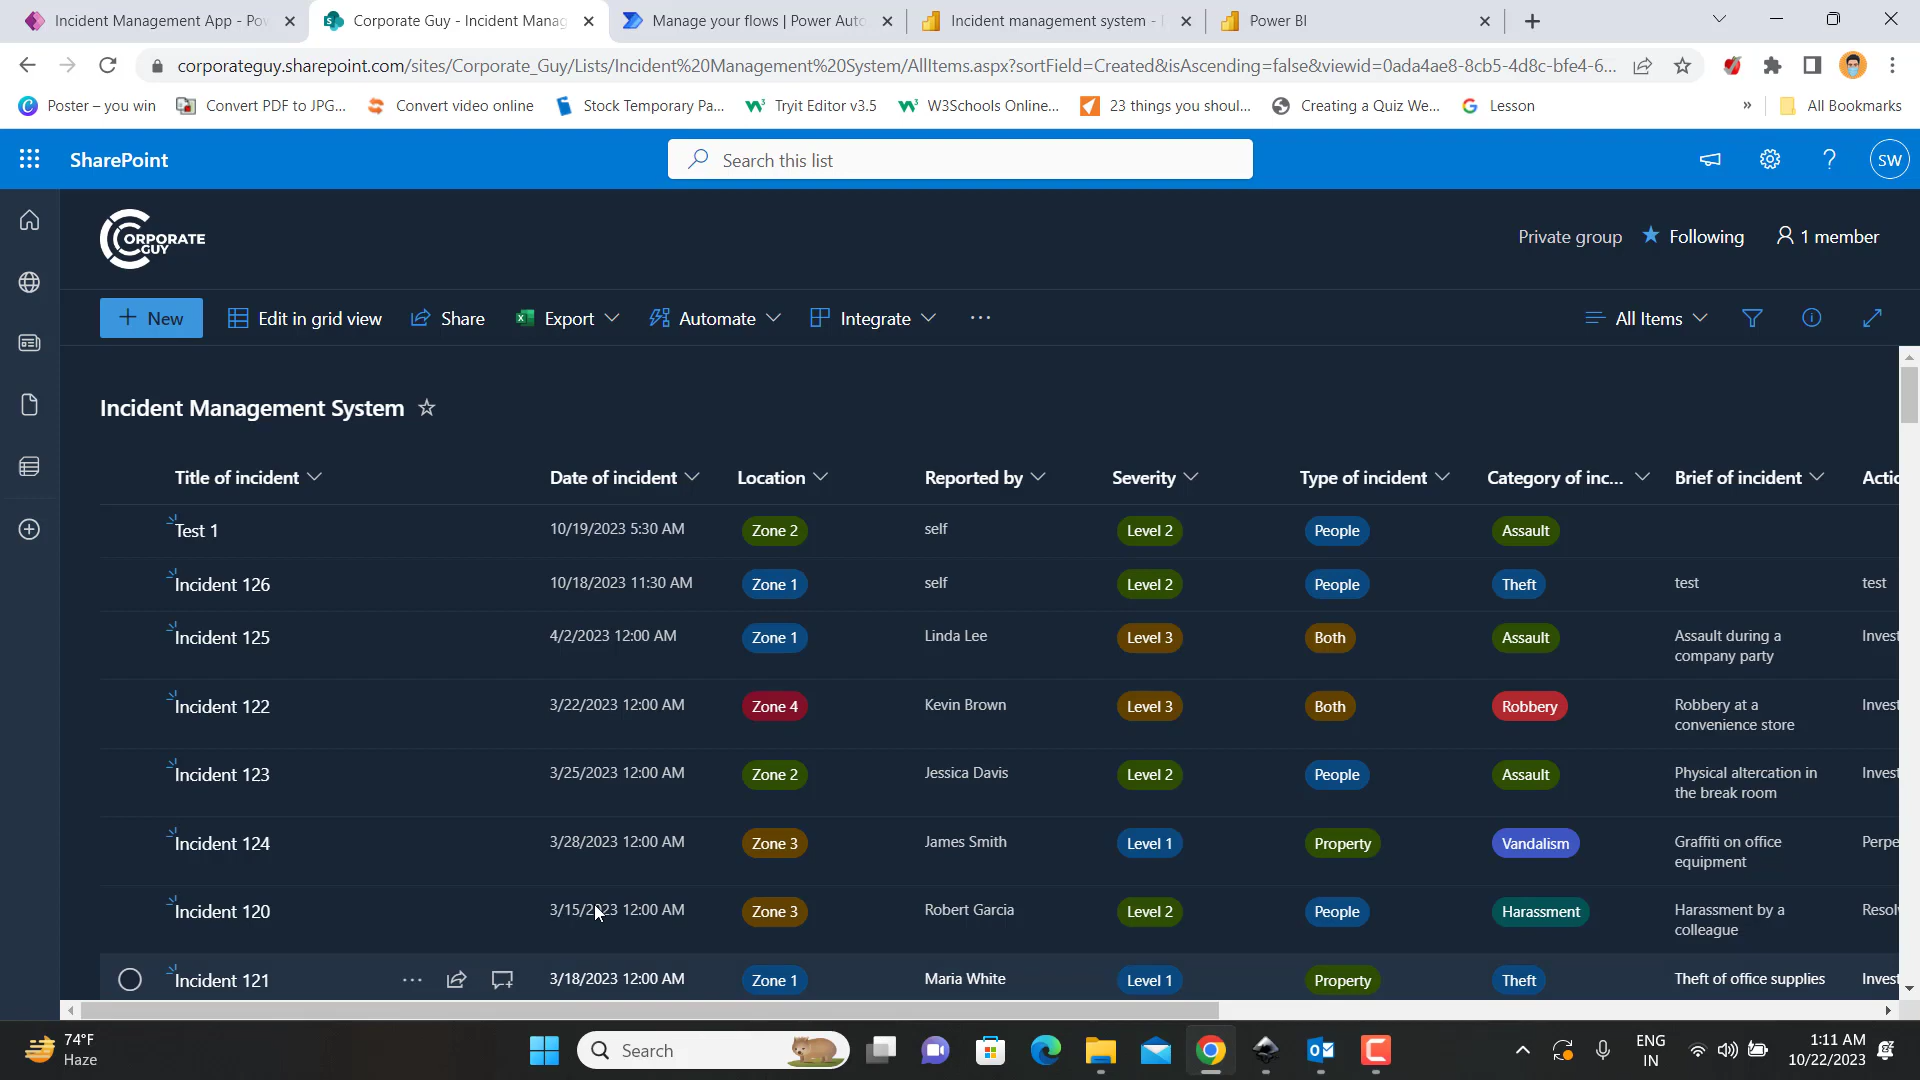 Incident Management App - Pow
Corporate Guy - Incident Manag
Manage your flows | Power Auto
Incident management system -
Power BI
corporateguy.sharepoint.com/sites/Corporate_Guy/Lists/Incident%20Management%20System/AllItems.aspx?sortField=Created&isAscending=false&viewid=0ada4ae8-8cb5-4d8c-bfe4-6...
Poster – you win
Convert PDF to JPG...
Convert video online
Stock Temporary Pa...
Tryit Editor v3.5
W3Schools Online...
23 things you shoul...
Creating a Quiz We...
Lesson
»
All Bookmarks
SharePoint
Search this list
SW
CORPORATE
GUY
Private group
Following
1 member
New
Edit in grid view
Share
Export
Automate
Integrate
All Items
Incident Management System
Title of incident
Date of incident
Location
Reported by
Severity
Type of incident
Category of inc...
Brief of incident
Actio
Test 1
10/19/2023 5:30 AM
Zone 2
self
Level 2
People
Assault
Incident 126
10/18/2023 11:30 AM
Zone 1
self
Level 2
People
Theft
test
test
Incident 125
4/2/2023 12:00 AM
Zone 1
Linda Lee
Level 3
Both
Assault
Assault during a
company party
Invest
Incident 122
3/22/2023 12:00 AM
Zone 4
Kevin Brown
Level 3
Both
Robbery
Robbery at a
convenience store
Invest
Incident 123
3/25/2023 12:00 AM
Zone 2
Jessica Davis
Level 2
People
Assault
Physical altercation in
the break room
Invest
Incident 124
3/28/2023 12:00 AM
Zone 3
James Smith
Level 1
Property
Vandalism
Graffiti on office
equipment
Perpe
Incident 120
3/15/2023 12:00 AM
Zone 3
Robert Garcia
Level 2
People
Harassment
Harassment by a
colleague
Resol
Incident 121
3/18/2023 12:00 AM
Zone 1
Maria White
Level 1
Property
Theft
Theft of office supplies
Invest
74°F
Haze
Search
ENG
IN
1:11 AM
10/22/2023